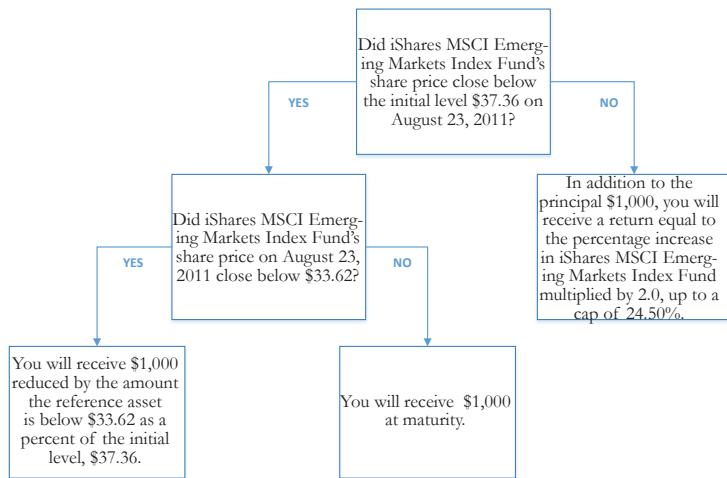 Did iShares MSCI Emerg-
ing Markets Index Fund's
share price close below
the initial level $37.36 on
August 23, 2011?
YES
NO
Did iShares MSCI Emerg-
ing Markets Index Fund's
share price on August 23,
2011 close below $33.62?
In addition to the
principal $1,000, you will
receive a return equal to
the percentage increase
in iShares MSCI Emerg-
ing Markets Index Fund
multiplied by 2.0, up to a
cap of 24.50%.
YES
NO
You will receive $1,000
reduced by the amount
the reference asset
is below $33.62 as a
percent of the initial
level, $37.36.
You will receive $1,000
at maturity.